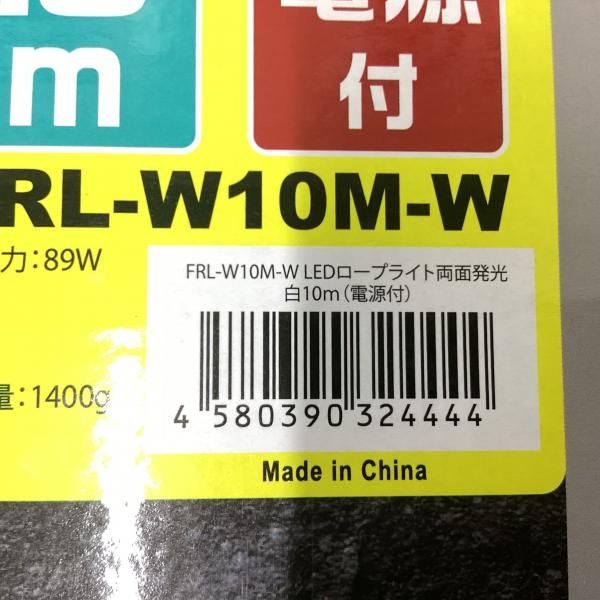 m
電源
付
RL-W10M-W
力：89W
FRL-W10M-W LEDロープライト両面発光
白10m（電源付）
量：1400g
4 580390 324444
Made in China